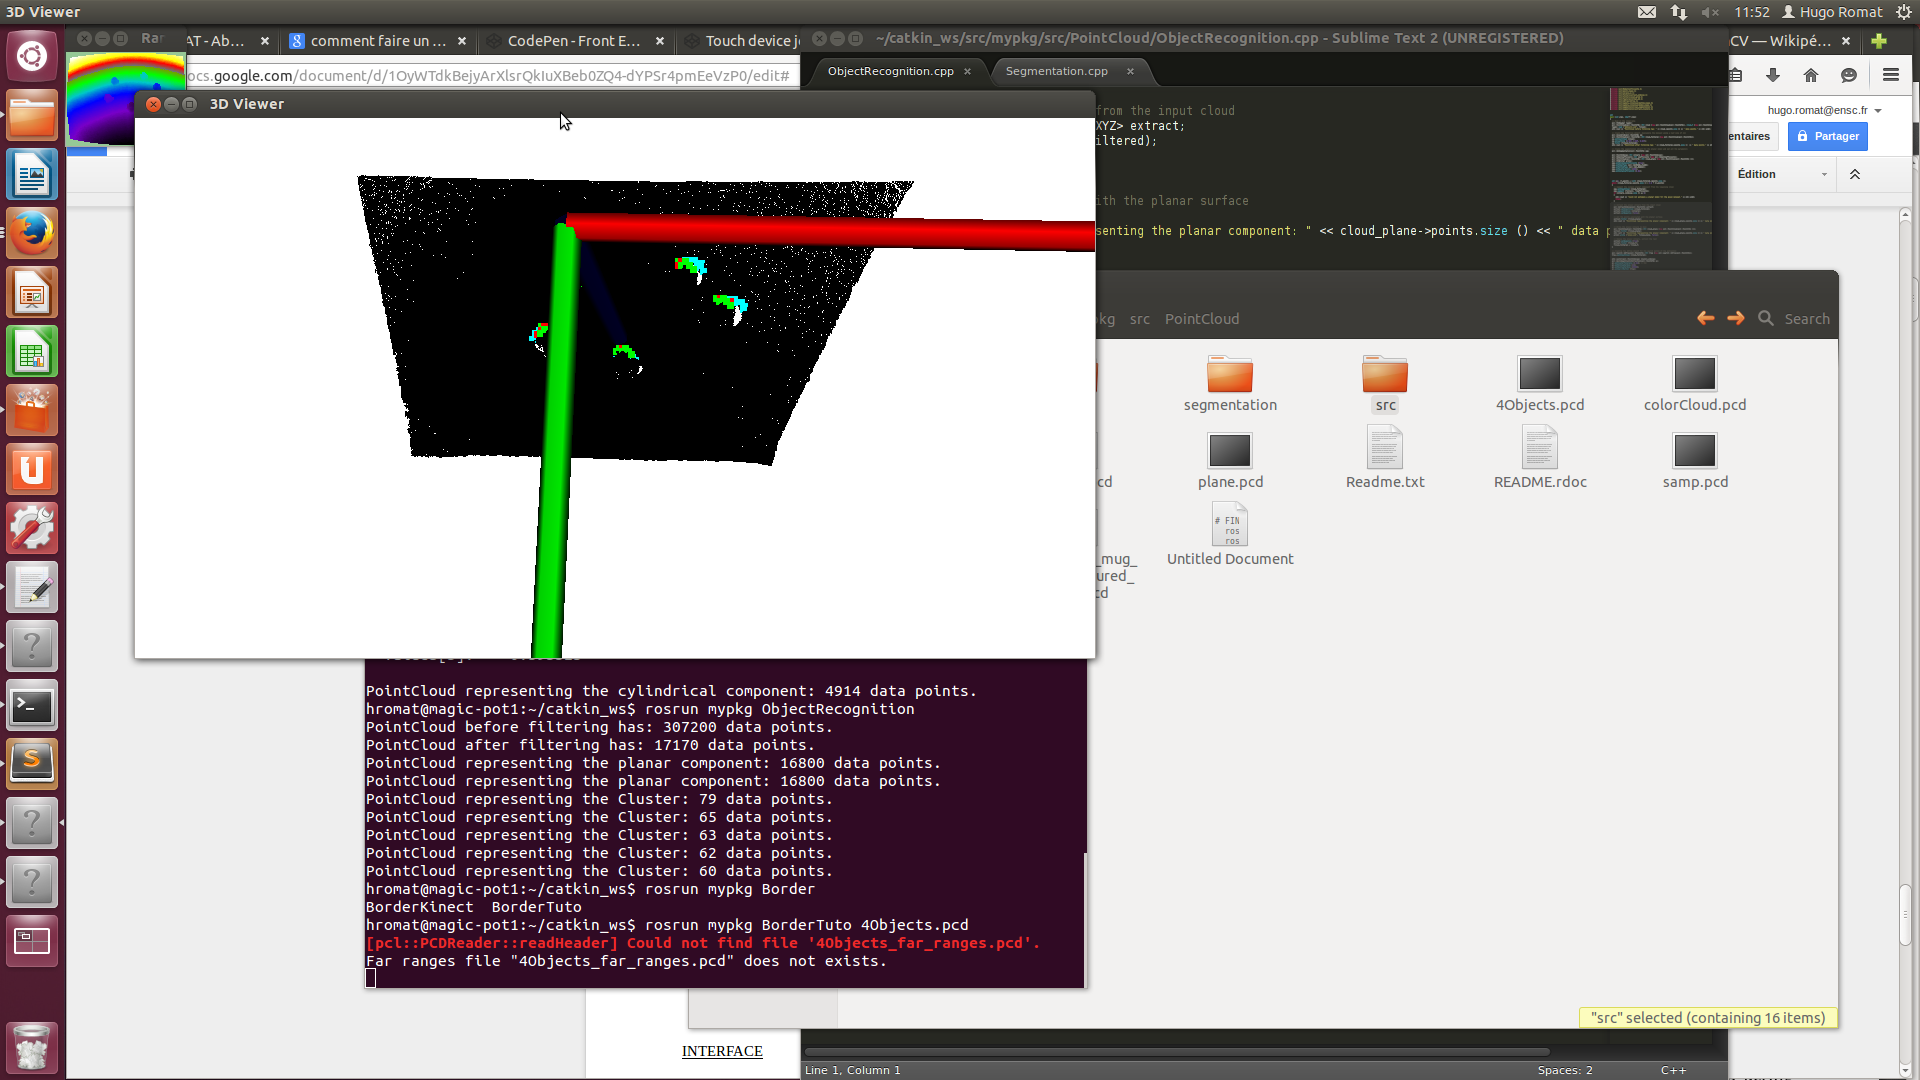 3D Viewer
11:52
Hugo Romat
Rar
AT - Ab...
comment faire un ...
CodePen - Front E...
Touch device j
~/catkin_ws/src/mypkg/src/PointCloud/ObjectRecognition.cpp - Sublime Text 2 (UNREGISTERED)
CV — Wikipé...
ocs.google.com/document/d/1OyWTdkBejyArXlsrQkIuXBeb0ZQ4-dYPSr4pmEeVzP0/edit#
ObjectRecognition.cpp
Segmentation.cpp
3D Viewer
from the input cloud
XYZ> extract;
iltered);
ith the planar surface
senting the planar component: " << cloud_plane->points.size () << " data p
hugo.romat@ensc.fr
entaires
Partager
Édition
pkg
src
PointCloud
Search
segmentation
src
4Objects.pcd
colorCloud.pcd
cd
plane.pcd
Readme.txt
README.rdoc
samp.pcd
# FIN
ros
ros
_mug_
ured_
cd
Untitled Document
PointCloud representing the cylindrical component: 4914 data points.
hromat@magic-pot1:~/catkin_ws$ rosrun mypkg ObjectRecognition
PointCloud before filtering has: 307200 data points.
PointCloud after filtering has: 17170 data points.
PointCloud representing the planar component: 16800 data points.
PointCloud representing the planar component: 16800 data points.
PointCloud representing the Cluster: 79 data points.
PointCloud representing the Cluster: 65 data points.
PointCloud representing the Cluster: 63 data points.
PointCloud representing the Cluster: 62 data points.
PointCloud representing the Cluster: 60 data points.
hromat@magic-pot1:~/catkin_ws$ rosrun mypkg Border
BorderKinect  BorderTuto
hromat@magic-pot1:~/catkin_ws$ rosrun mypkg BorderTuto 4Objects.pcd
[pcl::PCDReader::readHeader] Could not find file '4Objects_far_ranges.pcd'.
Far ranges file "4Objects_far_ranges.pcd" does not exists.
"src" selected (containing 16 items)
INTERFACE
Line 1, Column 1
Spaces: 2
C++